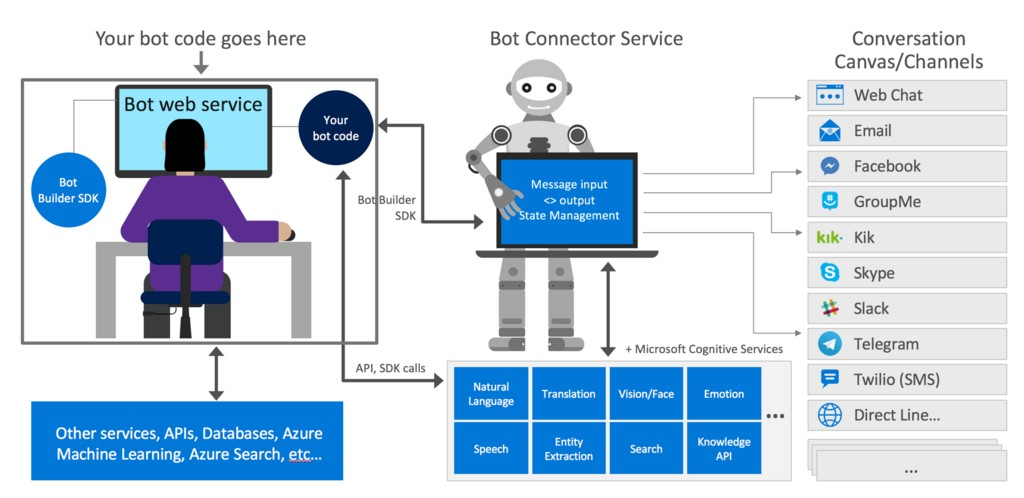 Your bot code goes here
Bot web service
Your
bot code
Bot
Builder SDK
Bot Builder
SDK
Bot Connector Service
Message input
<> output
State Management
Conversation
Canvas/Channels
Web Chat
Email
Facebook
GroupMe
kik.
Kik
Skype
Slack
Telegram
Twilio (SMS)
Direct Line...
...
API, SDK calls
+ Microsoft Cognitive Services
Natural
Language
Translation
Vision/Face
Emotion
Speech
Entity
Extraction
Search
Knowledge
API
...
Other services, APIs, Databases, Azure
Machine Learning, Azure Search, etc...